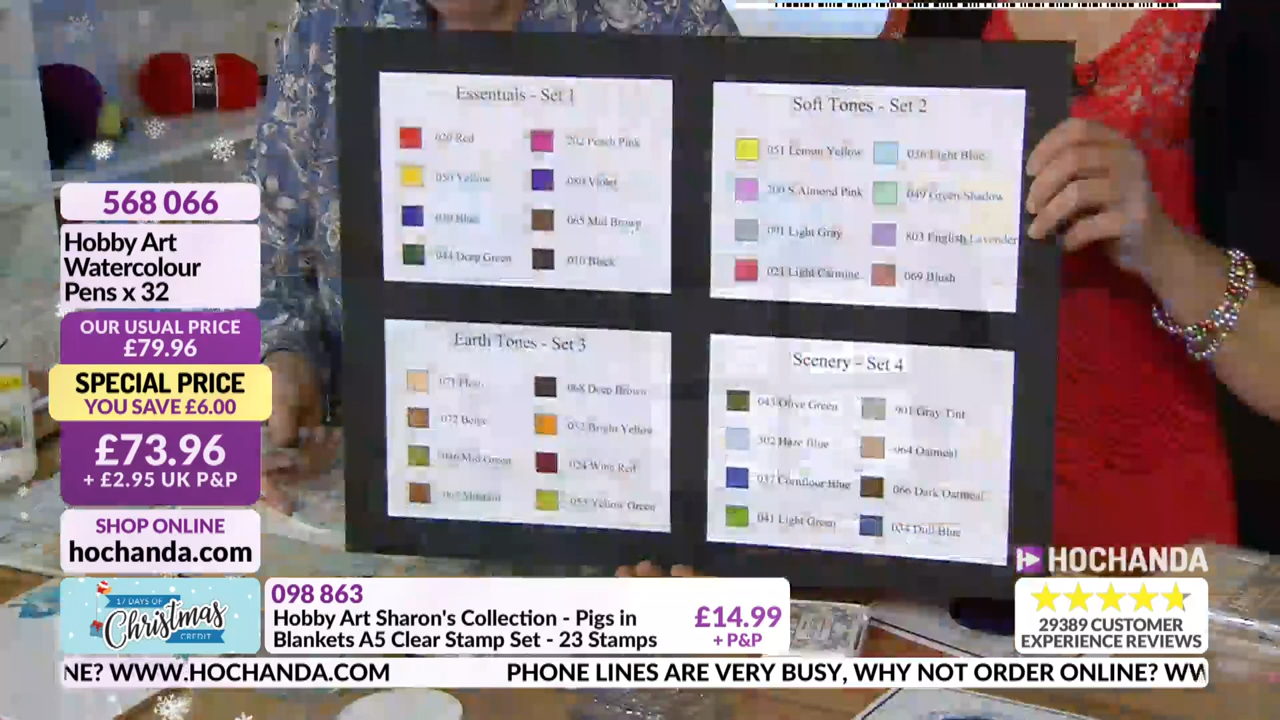 568 066
Hobby Art
Watercolour
Pens x 32
OUR USUAL PRICE
£79.96
SPECIAL PRICE
YOU SAVE £6.00
£73.96
+ £2.95 UK P&P
SHOP ONLINE
hochanda.com
Essentials - Set 1
020 Red
202 Peach Pink
050 Yellow
Violet
Blue
065 Mid Brown
044 Deep Green
010 Black
Soft Tones - Set 2
051 Lemon Yellow
036 Light Blue
200 S Almond Pink
049 Green Shadow
091 Light Gray
803 English Lavender
021 Light Carmine
069 Blush
Earth Tones - Set 3
071 Flesh
068 Deep Brown
072 Beige
052 Bright Yellow
Mid Green
024 Wine Red
053 Yellow Green
Scenery - Set 4
043 Olive Green
901 Gray Tint
302 Haze Blue
064 Oatmeal
037 Cornflour Blue
066 Dark Oatmeal
041 Light Green
034 Dull Blue
HOCHANDA
29389 CUSTOMER
EXPERIENCE REVIEWS
17 DAYS OF
Christmas
CREDIT
098 863
Hobby Art Sharon's Collection - Pigs in
Blankets A5 Clear Stamp Set - 23 Stamps
£14.99
+ P&P
NE? WWW.HOCHANDA.COM PHONE LINES ARE VERY BUSY, WHY NOT ORDER ONLINE? WW